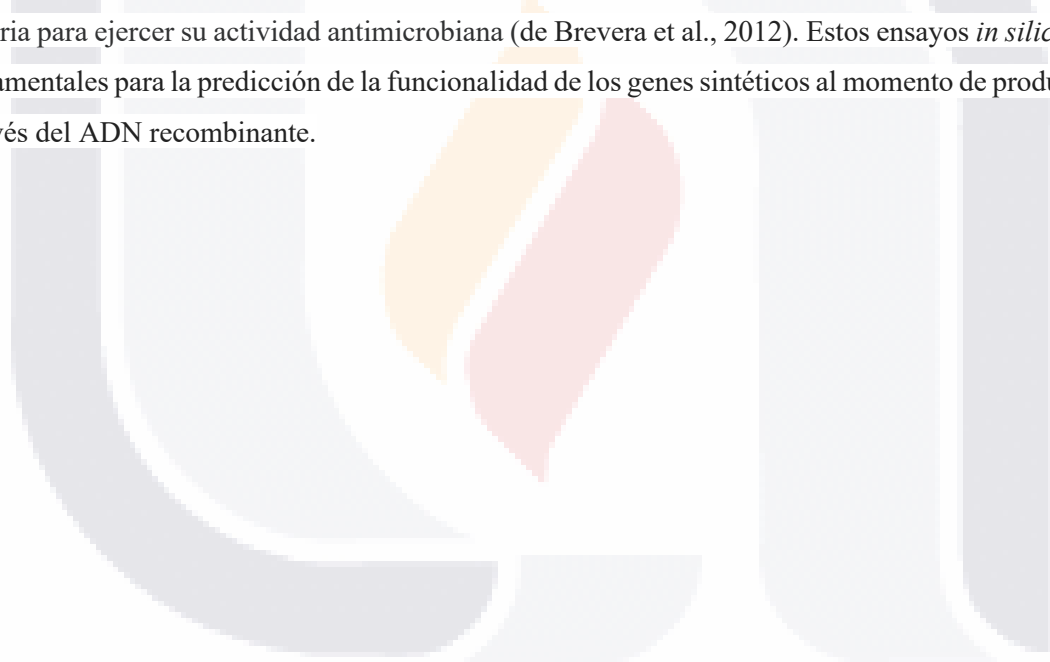 ria para ejercer su actividad antimicrobiana (de Brevera et al., 2012). Estos ensayos in silic
amentales para la predicción de la funcionalidad de los genes sintéticos al momento de produ
vés del ADN recombinante.